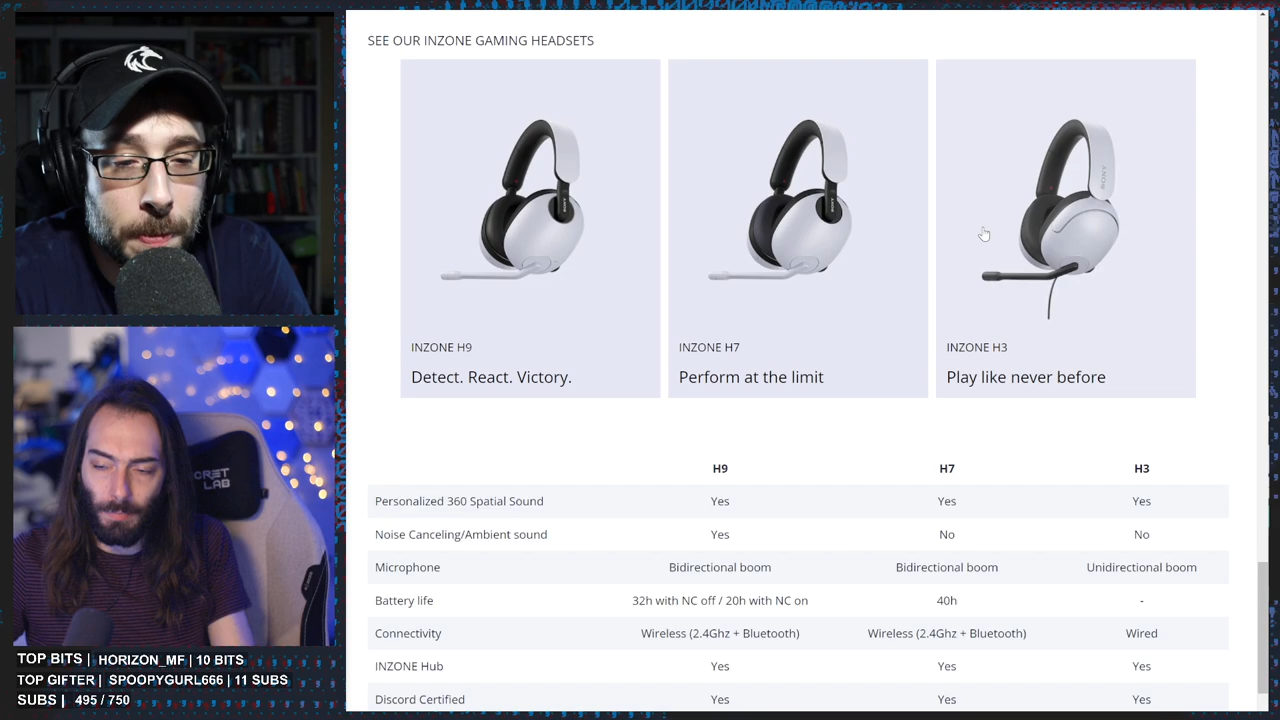 SEE OUR INZONE GAMING HEADSETS
SONY
INZONE H9
Detect. React. Victory.
INZONE H7
Perform at the limit
INZONE H3
Play like never before
H9 H7 H3
Personalized 360 Spatial Sound Yes Yes Yes
Noise Canceling/Ambient sound Yes No No
Microphone Bidirectional boom Bidirectional boom Unidirectional boom
Battery life 32h with NC off / 20h with NC on 40h -
Connectivity Wireless (2.4Ghz + Bluetooth) Wireless (2.4Ghz + Bluetooth) Wired
INZONE Hub Yes Yes Yes
Discord Certified Yes Yes Yes
CRET
LAB
TOP BITS | HORIZON_MF | 10 BITS
TOP GIFTER | SPOOPYGURL666 | 11 SUBS
SUBS | 495 / 750